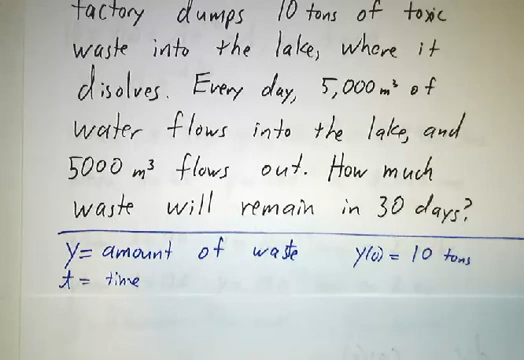 factory dumps 10 tons of toxic
waste into the lake, where it
disolves. Every day, 5,000 m³ of
water flows into the lake, and
5000 m³ flows out. How much
waste will remain in 30 days?
y = amount of waste y(0) = 10 tons
t = time